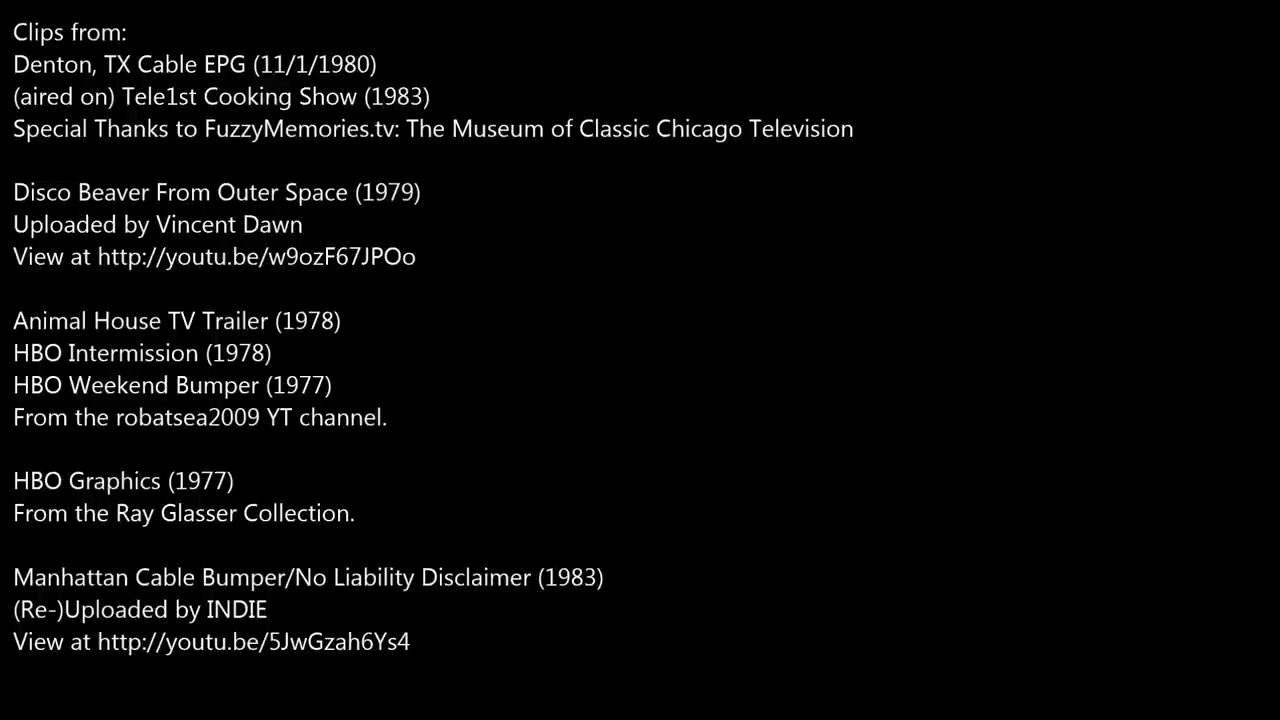 Clips from:
Denton, TX Cable EPG (11/1/1980)
(aired on) Tele1st Cooking Show (1983)
Special Thanks to FuzzyMemories.tv: The Museum of Classic Chicago Television
Disco Beaver From Outer Space (1979)
Uploaded by Vincent Dawn
View at http://youtu.be/w9ozF67JPOo
Animal House TV Trailer (1978)
HBO Intermission (1978)
HBO Weekend Bumper (1977)
From the robatsea2009 YT channel.
HBO Graphics (1977)
From the Ray Glasser Collection.
Manhattan Cable Bumper/No Liability Disclaimer (1983)
(Re-)Uploaded by INDIE
View at http://youtu.be/5JwGzah6Ys4